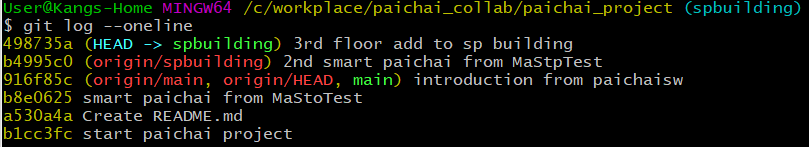 User@Kangs-Home MINGW64 /c/workplace/paichai_collab/paichai_project (spbuilding)
$ git log --oneline
498735a (HEAD -> spbuilding) 3rd floor add to sp building
b4995c0 (origin/spbuilding) 2nd smart paichai from MaStpTest
916f85c (origin/main, origin/HEAD, main) introduction from paichaisw
b8e0625 smart paichai from MaStoTest
a530a4a Create README.md
b1cc3fc start paichai project